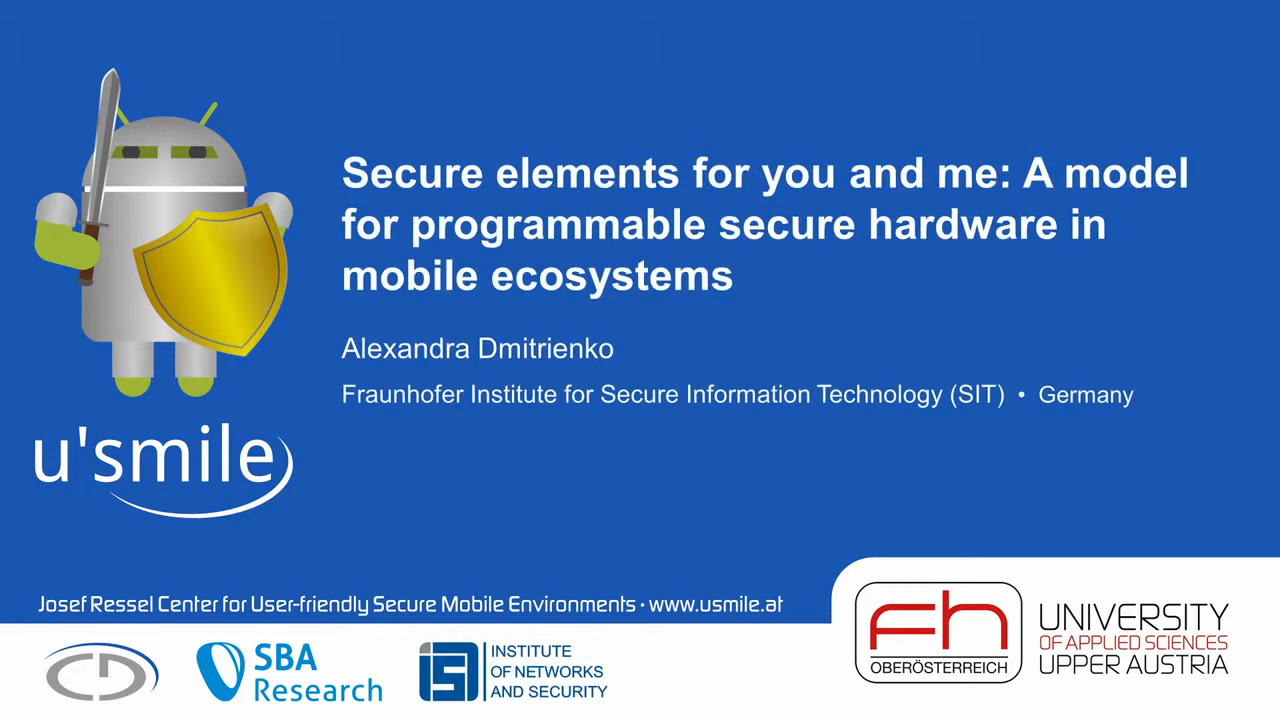 Secure elements for you and me: A model
for programmable secure hardware in
mobile ecosystems
Alexandra Dmitrienko
Fraunhofer Institute for Secure Information Technology (SIT) • Germany
u'smile
Josef Ressel Center for User-friendly Secure Mobile Environments • www.usmile.at
CD
SBA
Research
INSTITUTE
OF NETWORKS
AND SECURITY
fh
OBERÖSTERREICH
UNIVERSITY
OF APPLIED SCIENCES
UPPER AUSTRIA